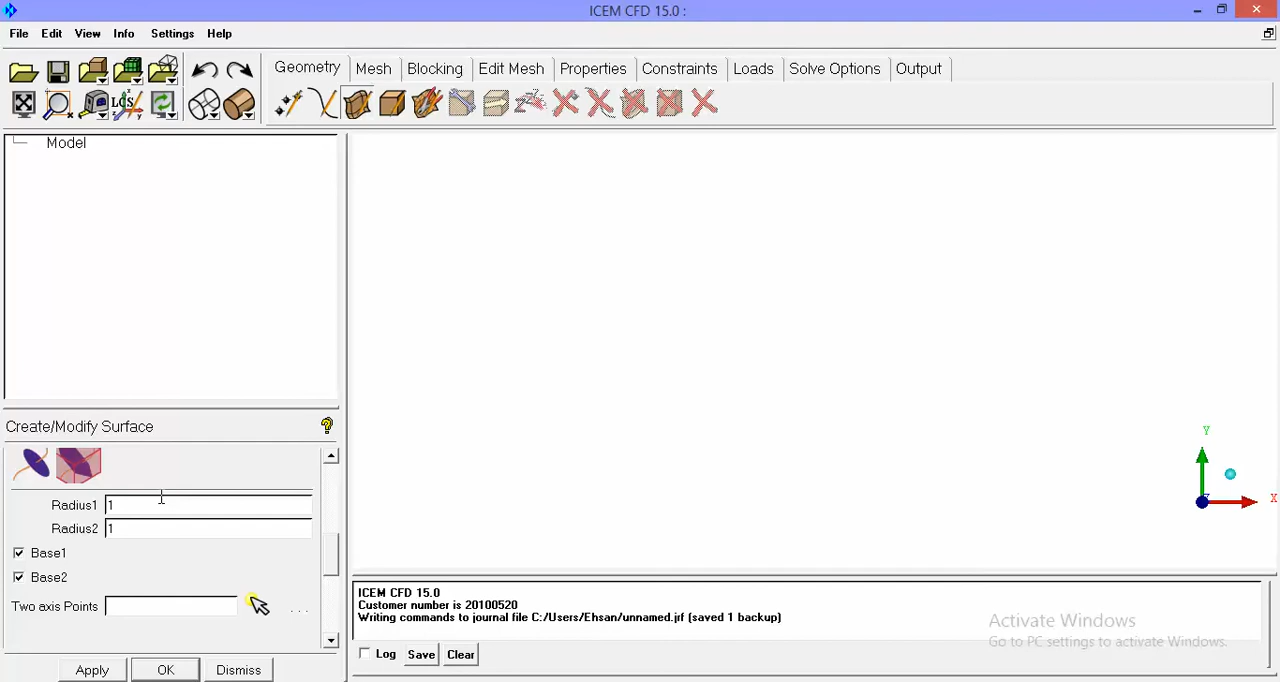 ICEM CFD 15.0 :
File Edit View Info Settings Help
Geometry Mesh Blocking Edit Mesh Properties Constraints Loads Solve Options Output
LCS
Model
Create/Modify Surface
Radius1 1
Radius2 1
Base1
Base2
Two axis Points ...
Apply OK Dismiss
Y
X
ICEM CFD 15.0
Customer number is 20100520
Writing commands to journal file C:/Users/Ehsan/unnamed.jrf (saved 1 backup)
Log Save Clear
Activate Windows
Go to PC settings to activate Windows.